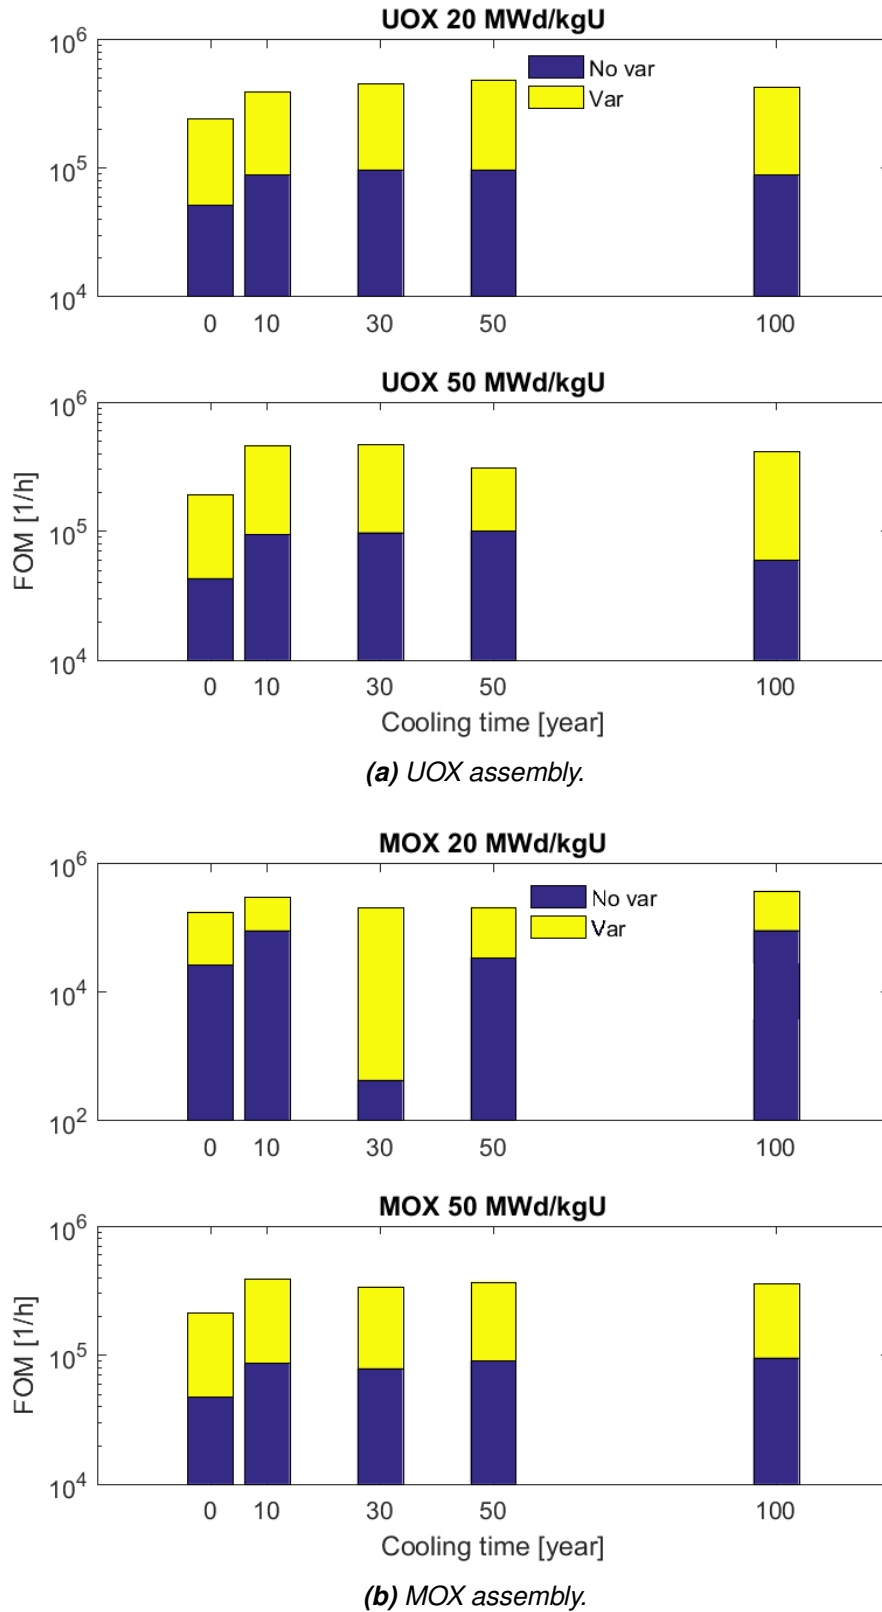 UOX 20 MWd/kgU
10^6
No var
Var
10^5
10^4
0 10 30 50 100
UOX 50 MWd/kgU
10^6
FOM [1/h]
10^5
10^4
0 10 30 50 100
Cooling time [year]
(a) UOX assembly.
MOX 20 MWd/kgU
10^6
No var
Var
10^4
10^2
0 10 30 50 100
MOX 50 MWd/kgU
10^6
FOM [1/h]
10^5
10^4
0 10 30 50 100
Cooling time [year]
(b) MOX assembly.